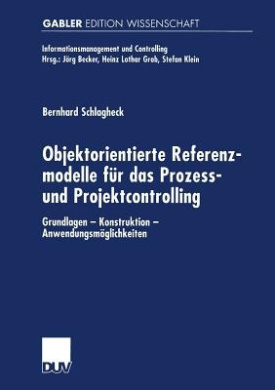 GABLER EDITION WISSENSCHAFT
Informationsmanagement und Controlling
Hrsg.: Jörg Becker, Heinz Lothar Grob, Stefan Klein
Bernhard Schlagheck
Objektorientierte Referenz-
modelle für das Prozess-
und Projektcontrolling
Grundlagen – Konstruktion –
Anwendungsmöglichkeiten
DUV